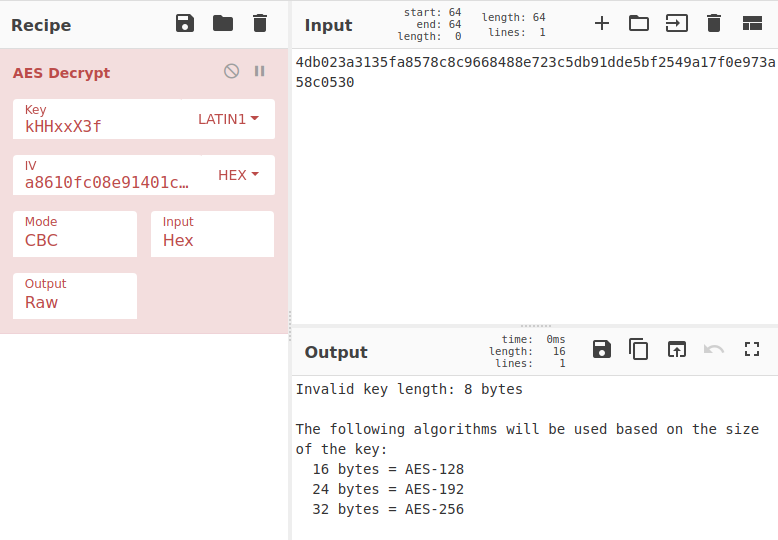 Recipe
AES Decrypt
Key
kHHxxX3f
LATIN1
IV
a8610fc08e91401c…
HEX
Mode
CBC
Input
Hex
Output
Raw
Input
start: 64
end: 64
length: 0
length: 64
lines: 1
4db023a3135fa8578c8c9668488e723c5db91dde5bf2549a17f0e973a
58c0530
Output
time: 0ms
length: 16
lines: 1
Invalid key length: 8 bytes
The following algorithms will be used based on the size
of the key:
16 bytes = AES-128
24 bytes = AES-192
32 bytes = AES-256